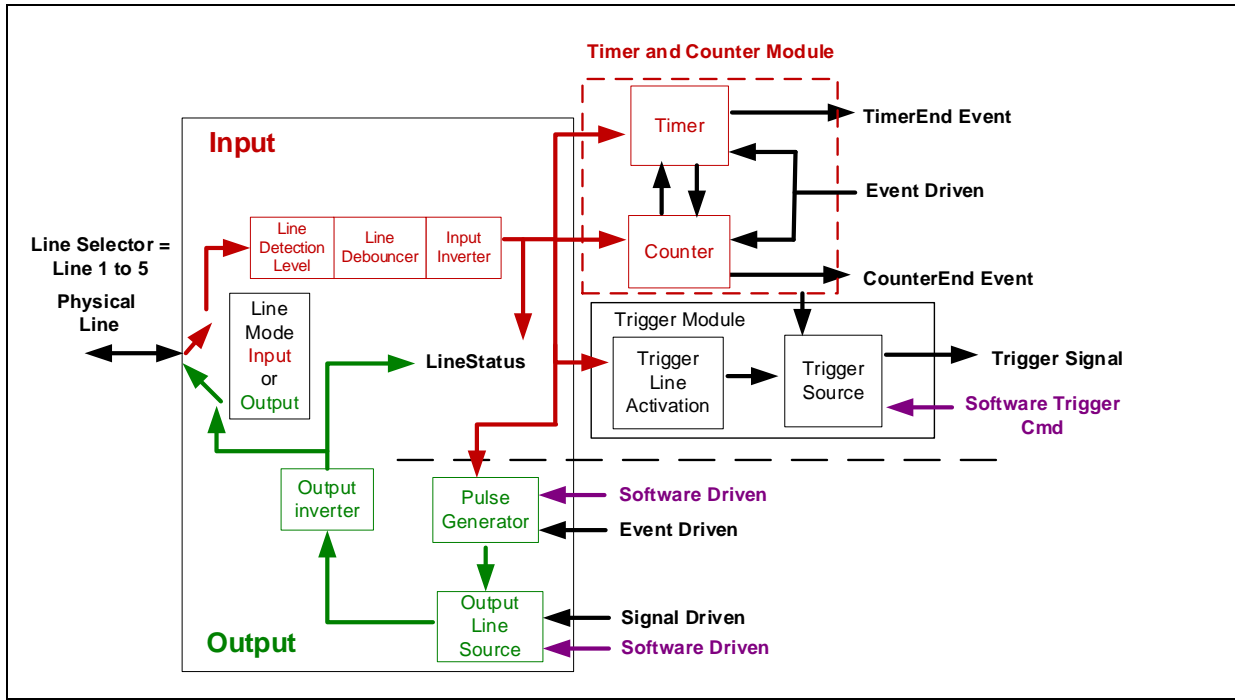 Timer and Counter Module
Input
Timer
TimerEnd Event
Event Driven
Line
Detection
Level
Line
Debouncer
Input
Inverter
Counter
CounterEnd Event
Line Selector =
Line 1 to 5
Physical
Line
Line
Mode
Input
or
Output
LineStatus
Trigger Module
Trigger
Line
Activation
Trigger
Source
Trigger Signal
Software Trigger
Cmd
Output
inverter
Pulse
Generator
Software Driven
Event Driven
Output
Line
Source
Signal Driven
Software Driven
Output